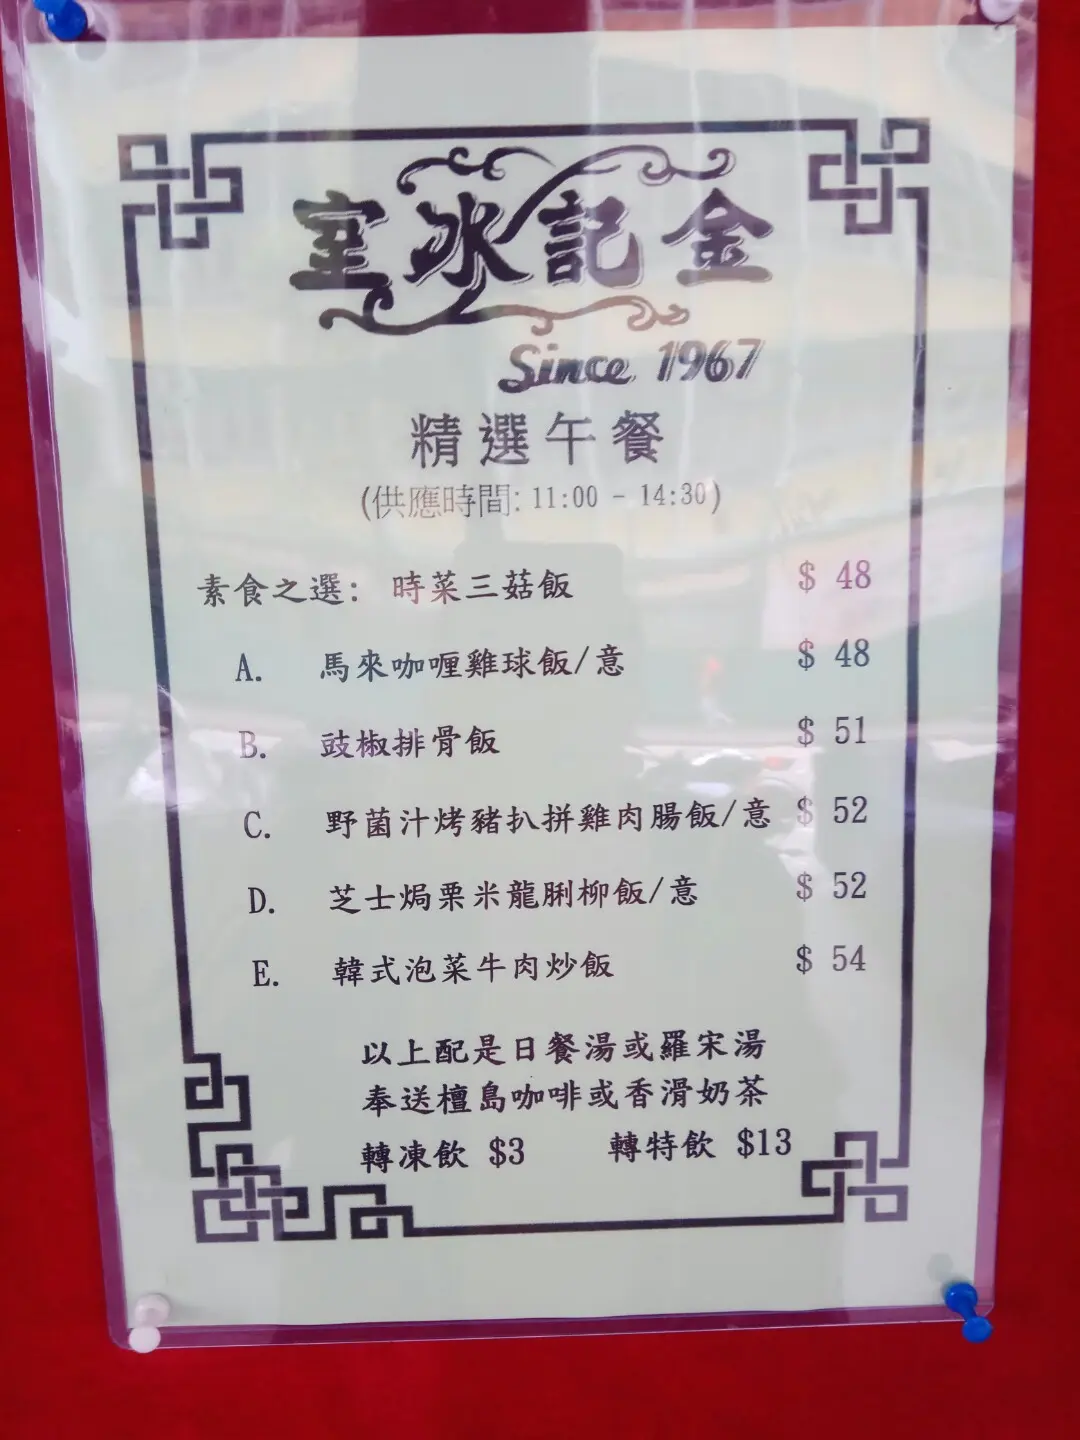 金記冰室
Since 1967
精選午餐
(供應時間: 11:00 - 14:30)
素食之選: 時菜三菇飯 $ 48
A. 馬來咖喱雞球飯/意 $ 48
B. 豉椒排骨飯 $ 51
C. 野菌汁烤豬扒拼雞肉腸飯/意 $ 52
D. 芝士焗粟米龍脷柳飯/意 $ 52
E. 韓式泡菜牛肉炒飯 $ 54
以上配是日餐湯或羅宋湯
奉送檀島咖啡或香滑奶茶
轉凍飲 $3 轉特飲 $13